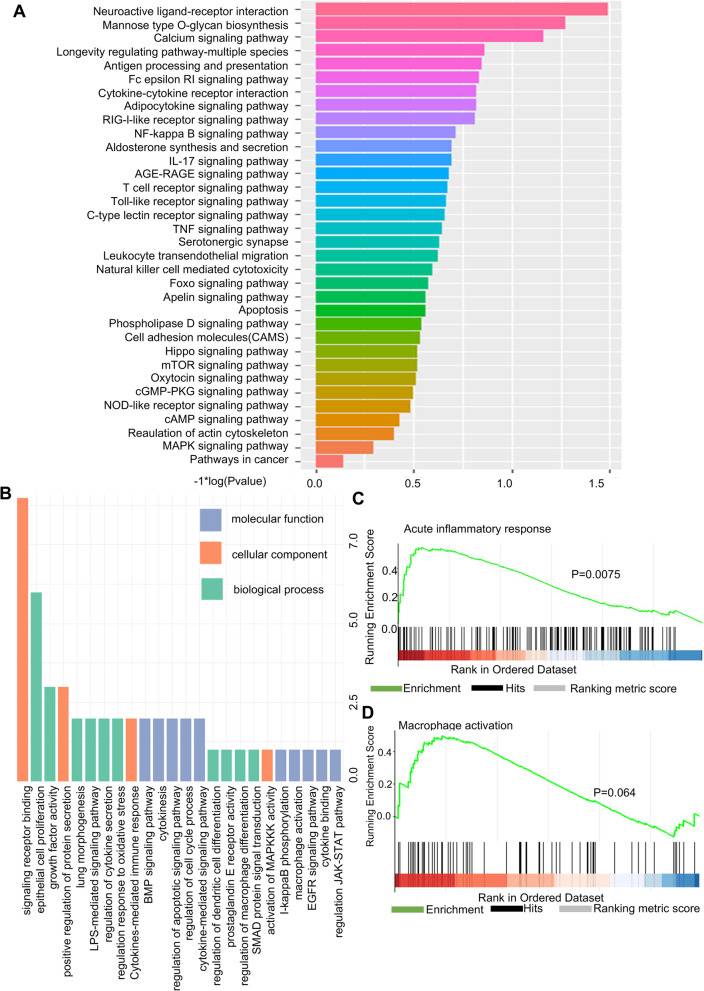 A
Neuroactive ligand-receptor interaction
Mannose type O-glycan biosynthesis
Calcium signaling pathway
Longevity regulating pathway-multiple species
Antigen processing and presentation
Fc epsilon RI signaling pathway
Cytokine-cytokine receptor interaction
Adipocytokine signaling pathway
RIG-I-like receptor signaling pathway
NF-kappa B signaling pathway
Aldosterone synthesis and secretion
IL-17 signaling pathway
AGE-RAGE signaling pathway
T cell receptor signaling pathway
Toll-like receptor signaling pathway
C-type lectin receptor signaling pathway
TNF signaling pathway
Serotonergic synapse
Leukocyte transendothelial migration
Natural killer cell mediated cytotoxicity
Foxo signaling pathway
Apelin signaling pathway
Apoptosis
Phospholipase D signaling pathway
Cell adhesion molecules(CAMS)
Hippo signaling pathway
mTOR signaling pathway
Oxytocin signaling pathway
cGMP-PKG signaling pathway
NOD-like receptor signaling pathway
cAMP signaling pathway
Reaulation of actin cytoskeleton
MAPK signaling pathway
Pathways in cancer
-1*log(Pvalue)
0.0 0.5 1.0 1.5
B
molecular function
cellular component
biological process
7.0
5.0
2.5
0.0
signaling receptor binding
epithelial cell proliferation
growth factor activity
positive regulation of protein secretion
lung morphogenesis
LPS-mediated signaling pathway
regulation of cytokine secretion
regulation response to oxidative stress
Cytokines-mediated immune response
BMP signaling pathway
cytokinesis
regulation of apoptotic signaling pathway
regulation of cell cycle process
cytokine-mediated signaling pathway
regulation of dendritic cell differentiation
prostaglandin E receptor activity
regulation of macrophage differentiation
SMAD protein signal transduction
activation of MAPKKK activity
I-kappaB phosphorylation
macrophage activation
EGFR signaling pathway
cytokine binding
regulation JAK-STAT pathway
C
Acute inflammatory response
Running Enrichment Score
0.4
0.2
0.0
P=0.0075
Rank in Ordered Dataset
Enrichment Hits Ranking metric score
D
Macrophage activation
Running Enrichment Score
0.4
0.2
0.0
P=0.064
Rank in Ordered Dataset
Enrichment Hits Ranking metric score